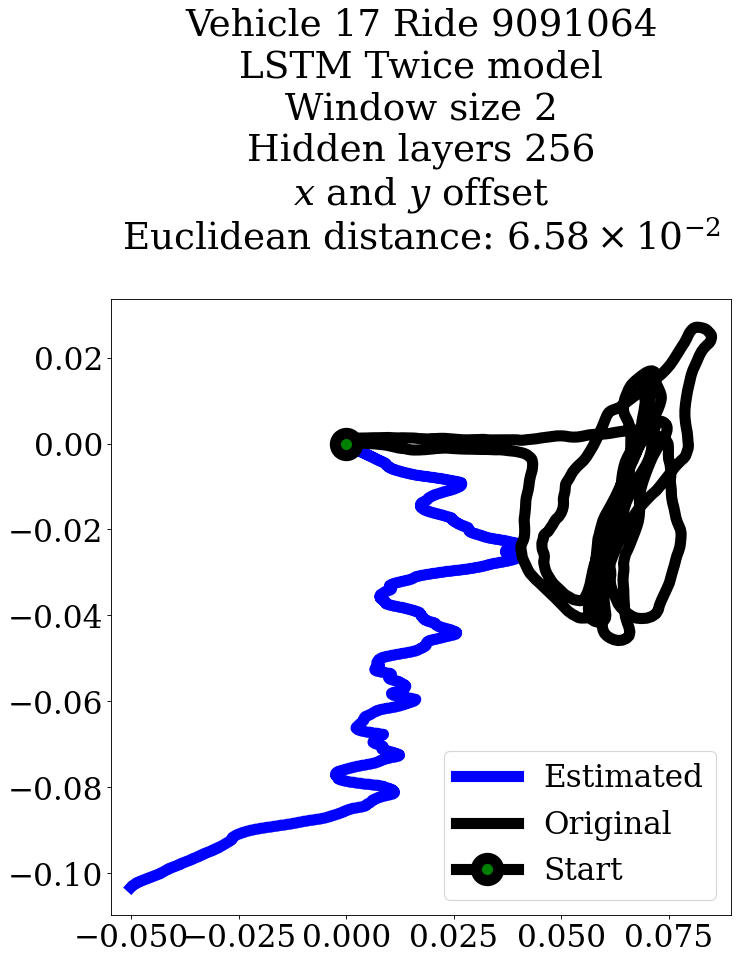 Vehicle 17 Ride 9091064
LSTM Twice model
Window size 2
Hidden layers 256
x and y offset
Euclidean distance: 6.58 × 10⁻²
0.02
0.00
−0.02
−0.04
−0.06
−0.08
−0.10
Estimated
Original
Start
−0.050 −0.025 0.000 0.025 0.050 0.075